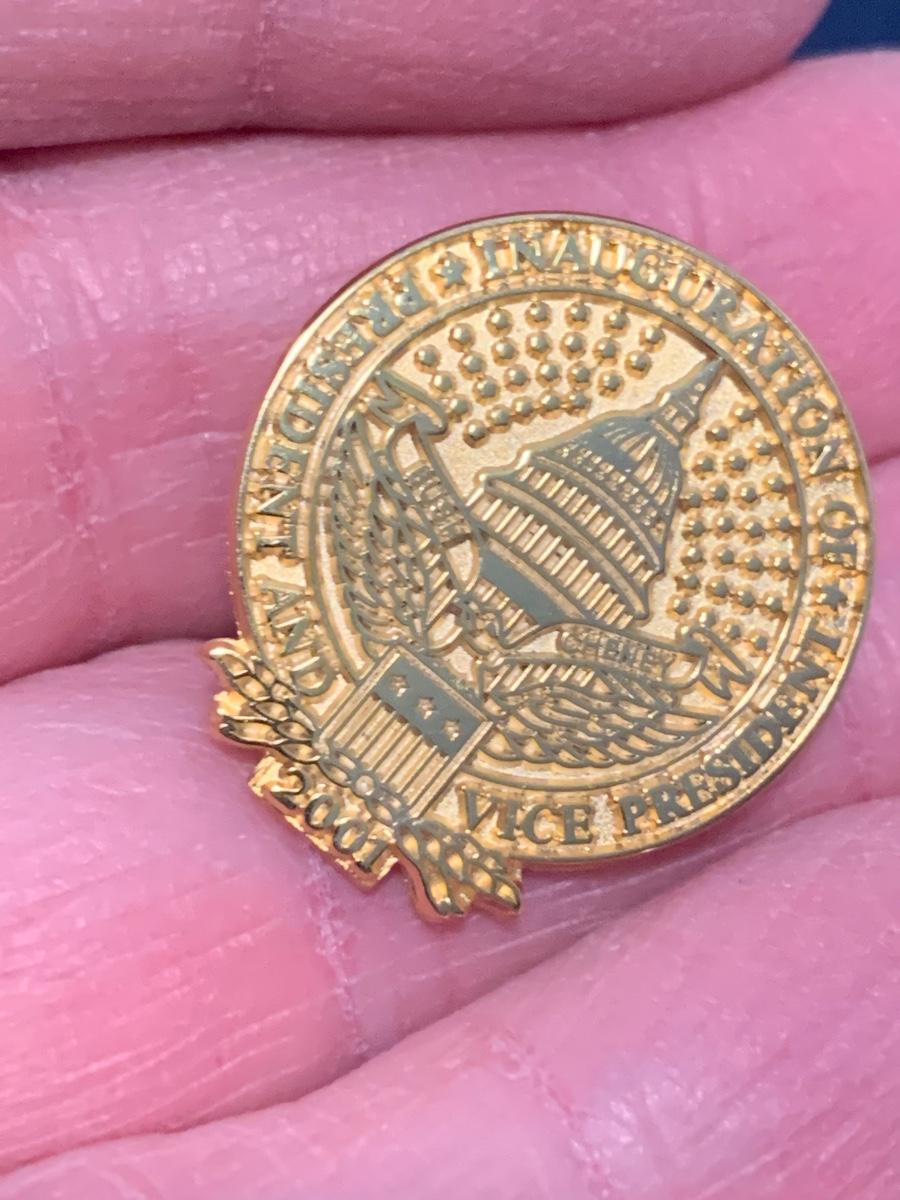 PRESIDENT AND ★ INAUGURATION OF ★ VICE PRESIDENT
BUSH
CHENEY
2001